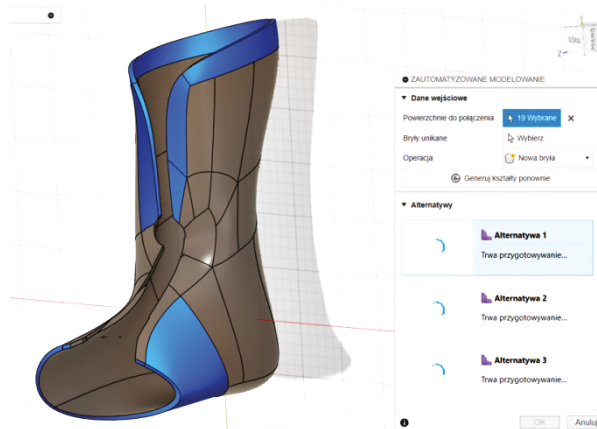 GÓRA
Z
ZAUTOMATYZOWANE MODELOWANIE
Dane wejściowe
Powierzchnie do połączenia 19 Wybrane
Bryły unikane Wybierz
Operacja Nowa bryła
Generuj kształty ponownie
Alternatywy
Alternatywa 1
Trwa przygotowywanie...
Alternatywa 2
Trwa przygotowywanie...
Alternatywa 3
Trwa przygotowywanie...
OK Anuluj